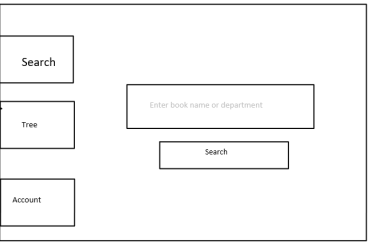 Search
Enter book name or department
Tree
Search
Account